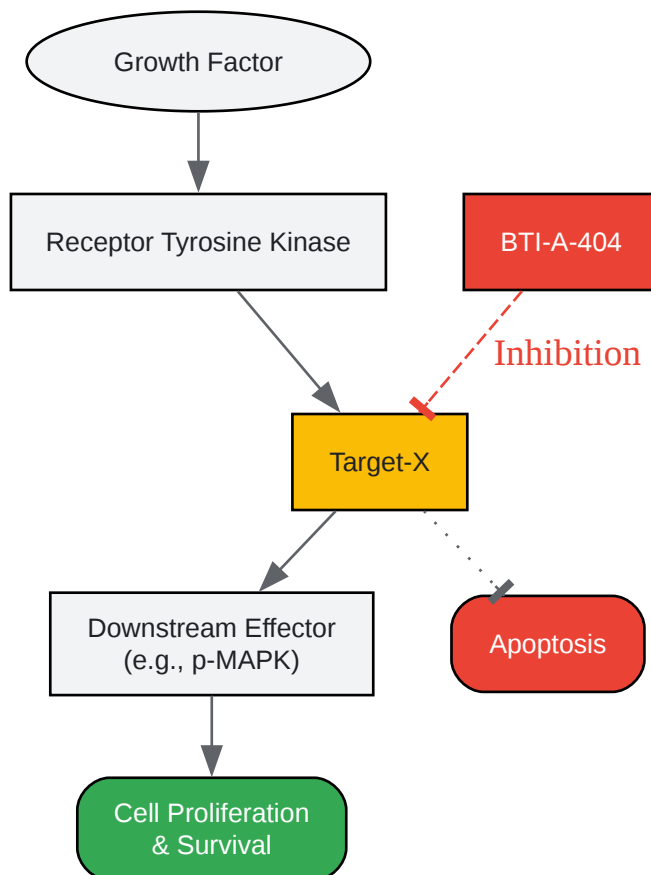 Growth Factor
Receptor Tyrosine Kinase
BTI-A-404
Inhibition
Target-X
Downstream Effector
(e.g., p-MAPK)
Apoptosis
Cell Proliferation
& Survival